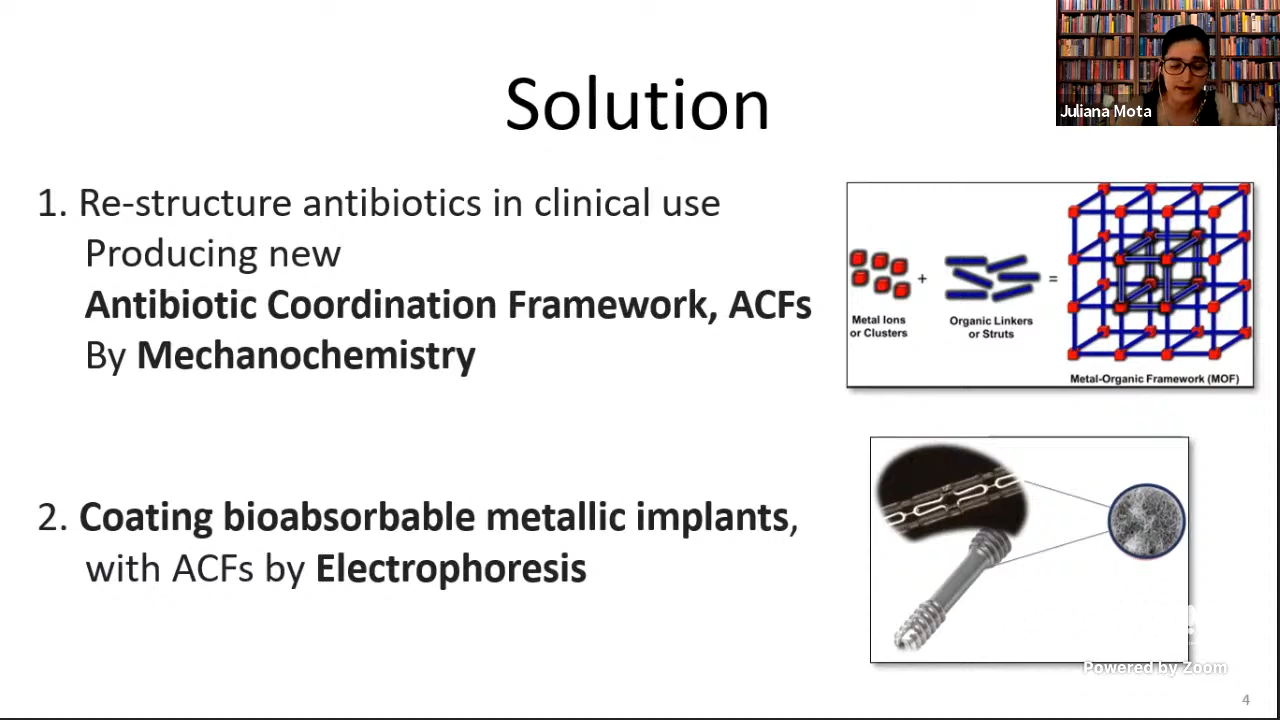 Juliana Mota
Solution
1. Re-structure antibiotics in clinical use
Producing new
Antibiotic Coordination Framework, ACFs
By Mechanochemistry
+
=
Metal Ions
or Clusters
Organic Linkers
or Struts
Metal-Organic Framework (MOF)
2. Coating bioabsorbable metallic implants,
with ACFs by Electrophoresis
Powered by Zoom
4